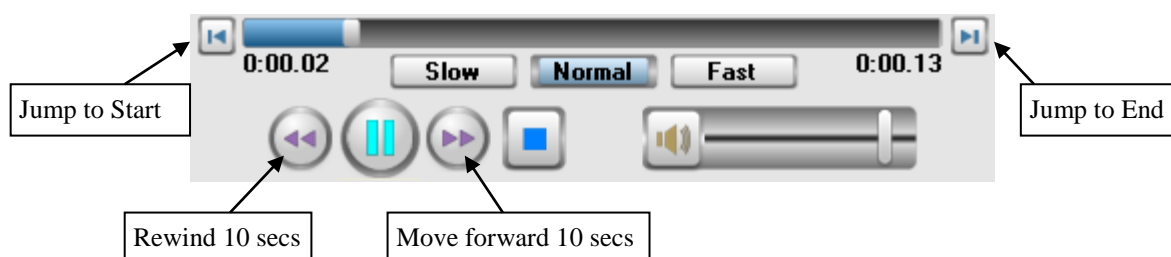 0:00.02
Slow
Normal
Fast
0:00.13
Jump to Start
Jump to End
Rewind 10 secs
Move forward 10 secs